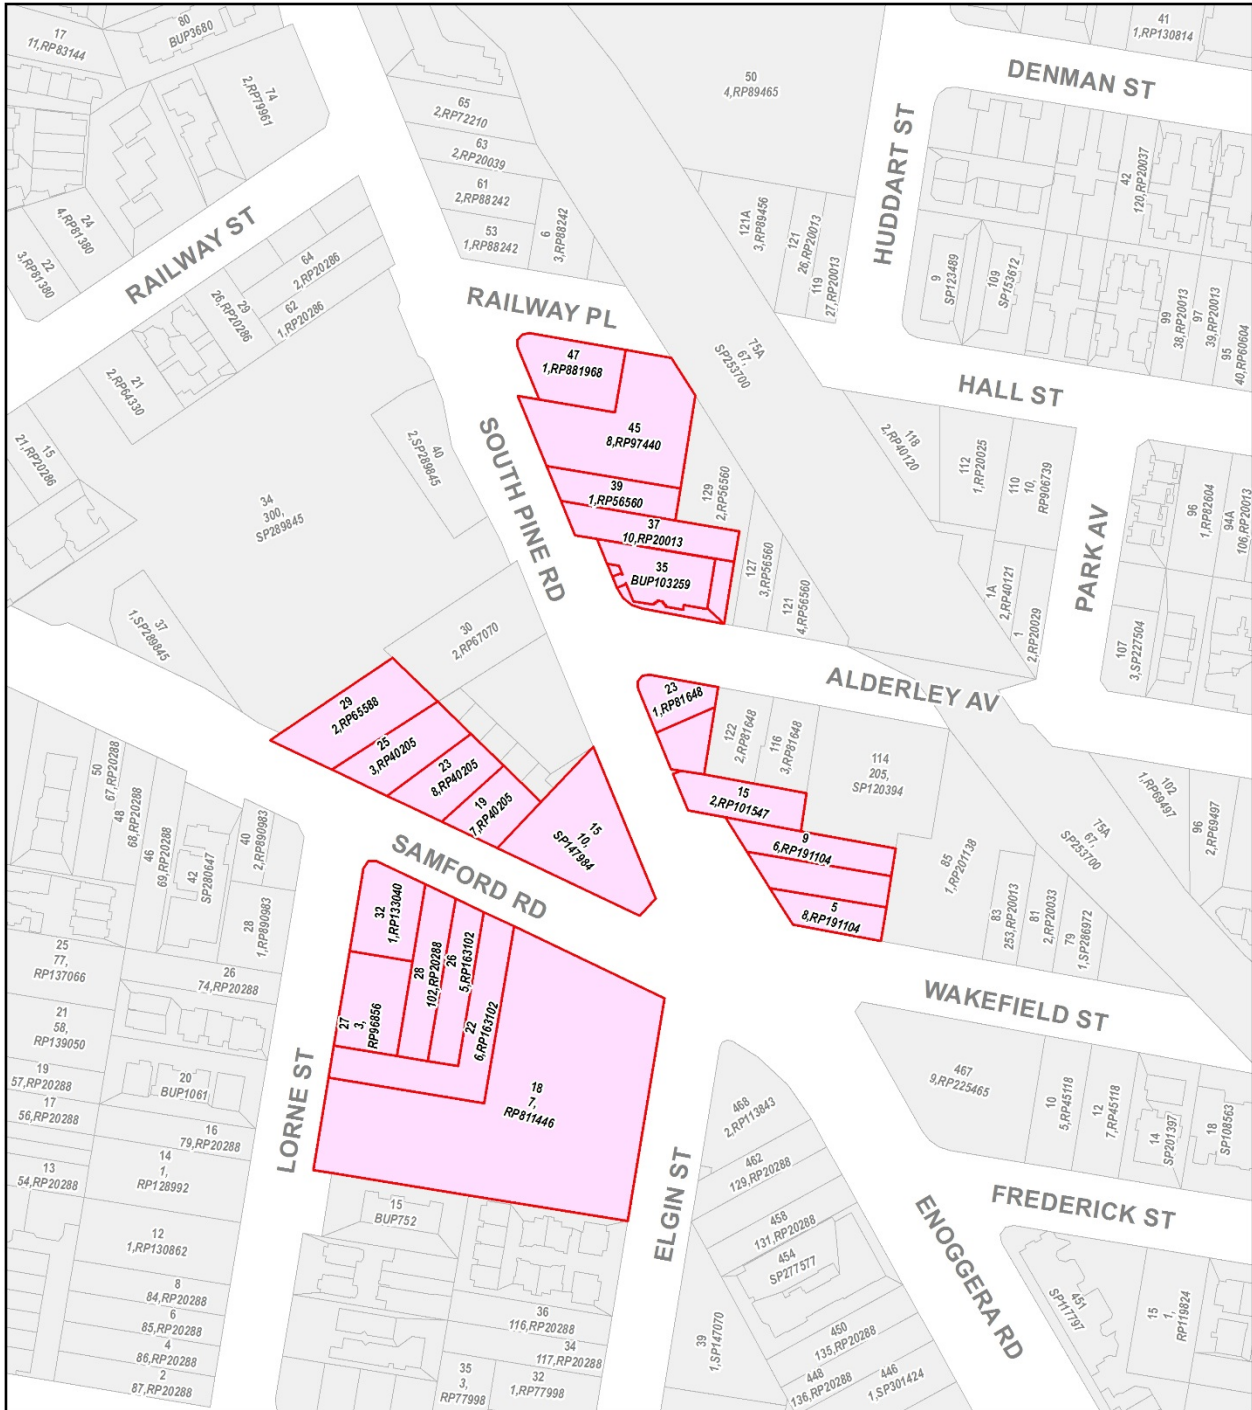 17
11,RP83144
80
BUP3680
74
2,RP79961
65
2,RP72210
63
2,RP20039
61
2,RP88242
53
1,RP88242
6
3,RP88242
50
4,RP89465
41
1,RP130814
DENMAN ST
HUDDART ST
42
120,RP20037
121A
3,RP89456
121
26,RP20013
119
27,RP20013
9
SP123489
109
SP153612
99
38,RP20013
97
39,RP20013
95
40,RP60604
24
4,RP81380
22
3,RP81380
RAILWAY ST
64
2,RP20286
62
1,RP20286
29
26,RP20286
21
2,RP64330
15
21,RP20286
RAILWAY PL
47
1,RP881968
45
8,RP97440
39
1,RP56560
37
10,RP20013
35
BUP103259
75A
67,
SP253700
HALL ST
118
2,RP40120
112
1,RP20025
110
10,
RP906739
96
1,RP82604
94A
106,RP20013
PARK AV
40
2,SP289845
34
300,
SP289845
SOUTH PINE RD
129
2,RP56560
127
3,RP56560
121
4,RP56560
1A
2,RP40121
1
2,RP20029
107
3,SP227504
37
1,SP289845
30
2,RP67070
ALDERLEY AV
29
2,RP65588
25
3,RP40205
23
8,RP40205
19
7,RP40205
15
10,
SP147984
23
1,RP81648
122
2,RP81648
116
3,RP81648
114
205,
SP120394
15
2,RP101547
9
6,RP191104
5
8,RP191104
85
1,RP201138
83
253,RP20013
81
2,RP20033
79
1,SP286972
75A
67,
SP253700
102
1,RP69497
96
2,RP69497
50
67,RP20288
48
68,RP20288
46
69,RP20288
42
SP280647
40
2,RP890983
28
1,RP890983
SAMFORD RD
32
1,RP133040
28
102,RP20288
26
5,RP163102
22
6,RP163102
27
3,
RP96856
18
7,
RP811446
25
77,
RP137066
26
74,RP20288
21
58,
RP139050
19
57,RP20288
17
56,RP20288
20
BUP1061
16
79,RP20288
13
54,RP20288
14
1,
RP128992
12
1,RP130862
8
84,RP20288
6
85,RP20288
4
86,RP20288
2
87,RP20288
LORNE ST
WAKEFIELD ST
467
9,RP225465
10
5,RP45118
12
7,RP45118
14
SP201397
18
SP108563
FREDERICK ST
ELGIN ST
468
2,RP113843
462
129,RP20288
458
131,RP20288
454
SP277577
450
135,RP20288
448
136,RP20288
446
1,SP301424
39
1,SP147070
ENOGGERA RD
451
SP117797
15
1,
RP119824
15
BUP752
36
116,RP20288
34
117,RP20288
35
3,
RP77998
32
1,RP77998